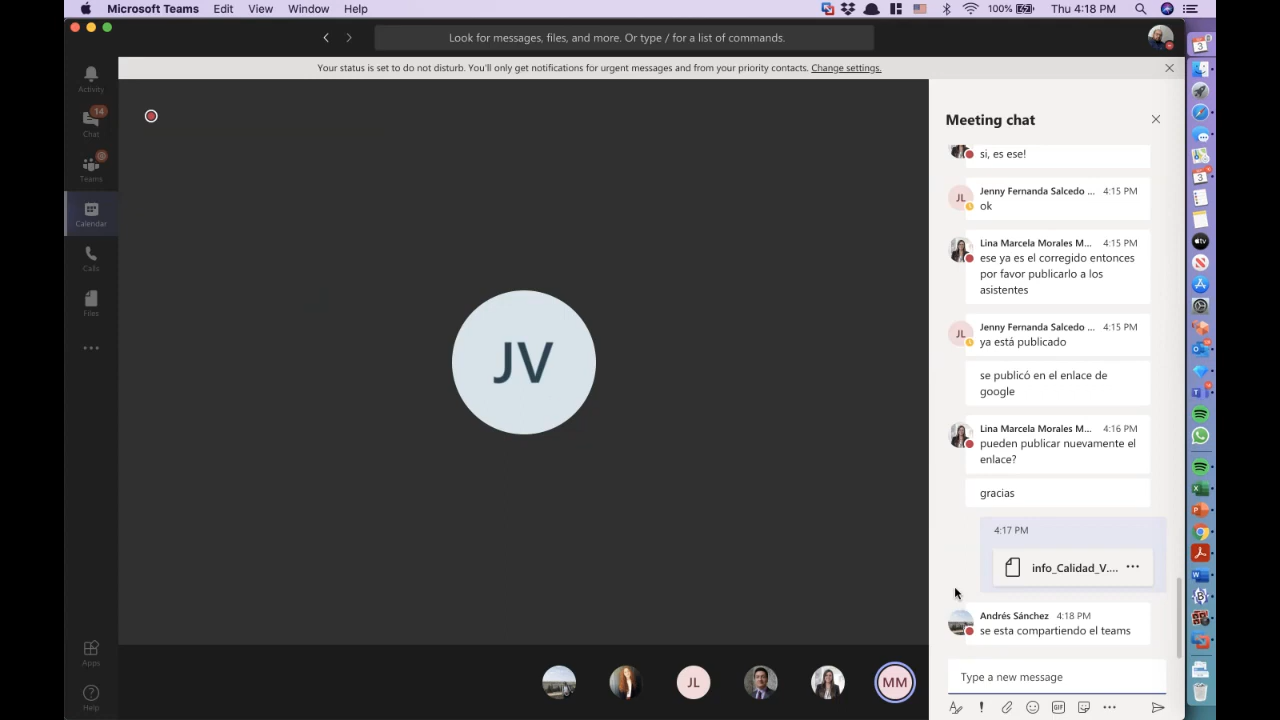 Microsoft Teams Edit View Window Help 100% Thu 4:18 PM
Look for messages, files, and more. Or type / for a list of commands.
Your status is set to do not disturb. You'll only get notifications for urgent messages and from your priority contacts. Change settings.
Activity
14
Chat
Teams
Calendar
Calls
Files
Apps
Help
JV
JL
MM
Meeting chat
si, es ese!
JL
Jenny Fernanda Salcedo ... 4:15 PM
ok
Lina Marcela Morales M... 4:15 PM
ese ya es el corregido entonces
por favor publicarlo a los
asistentes
JL
Jenny Fernanda Salcedo ... 4:15 PM
ya está publicado
se publicó en el enlace de
google
Lina Marcela Morales M... 4:16 PM
pueden publicar nuevamente el
enlace?
gracias
4:17 PM
info_Calidad_V....
Andrés Sánchez 4:18 PM
se esta compartiendo el teams
Type a new message
GIF